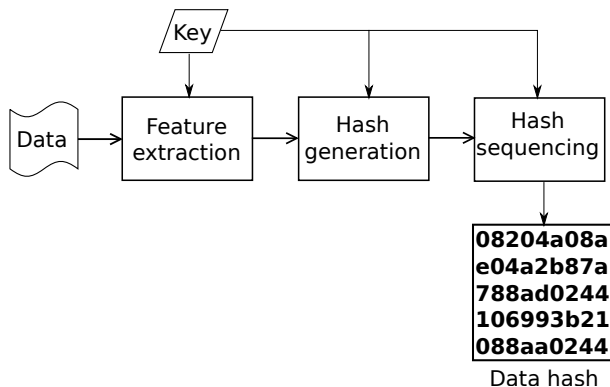 Key
Data
Feature
extraction
Hash
generation
Hash
sequencing
08204a08a
e04a2b87a
788ad0244
106993b21
088aa0244
Data hash